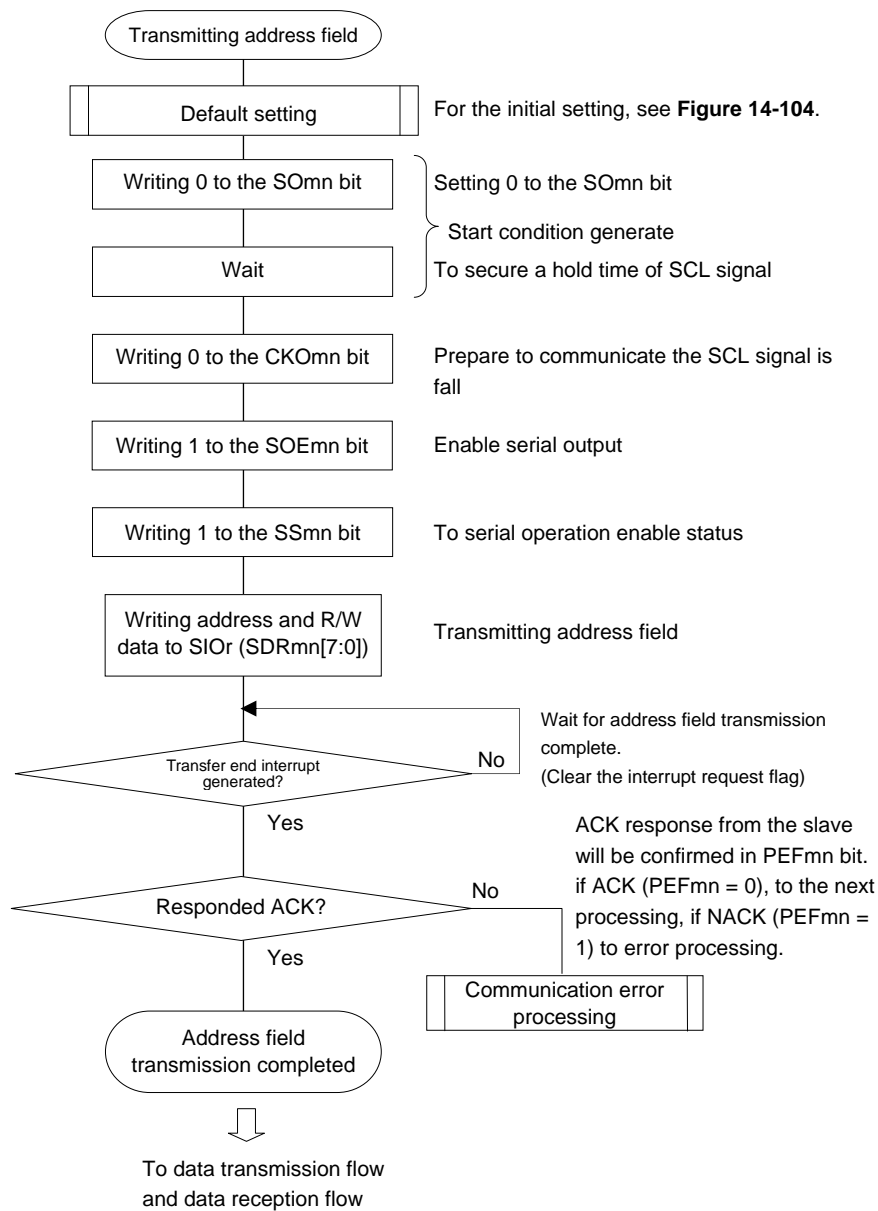 Transmitting address field
Default setting
For the initial setting, see Figure 14-104.
Writing 0 to the SOmn bit
Setting 0 to the SOmn bit
Start condition generate
Wait
To secure a hold time of SCL signal
Writing 0 to the CKOmn bit
Prepare to communicate the SCL signal is
fall
Writing 1 to the SOEmn bit
Enable serial output
Writing 1 to the SSmn bit
To serial operation enable status
Writing address and R/W
data to SIOr (SDRmn[7:0])
Transmitting address field
Wait for address field transmission
complete.
(Clear the interrupt request flag)
Transfer end interrupt
generated?
No
Yes
ACK response from the slave
will be confirmed in PEFmn bit.
if ACK (PEFmn = 0), to the next
processing, if NACK (PEFmn =
1) to error processing.
Responded ACK?
No
Yes
Communication error
processing
Address field
transmission completed
To data transmission flow
and data reception flow